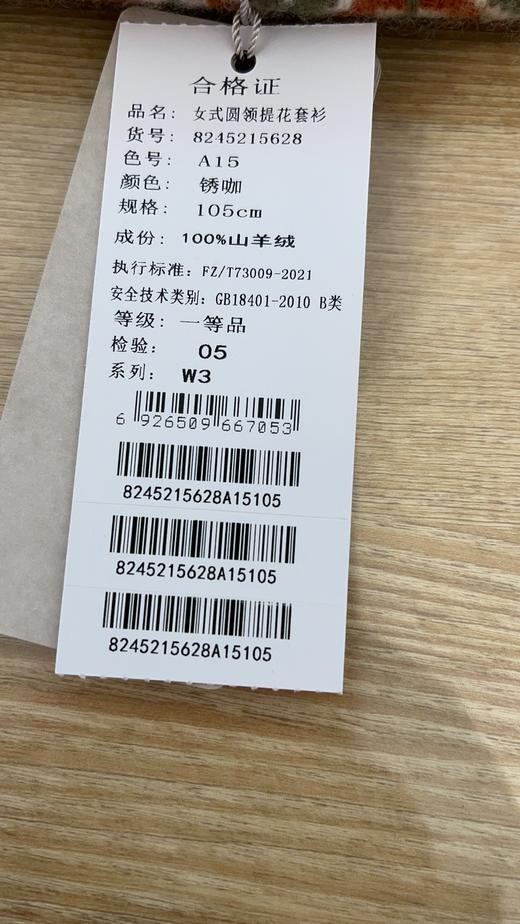 合格证
品名: 女式圆领提花套衫
货号: 8245215628
色号: A15
颜色: 锈咖
规格: 105cm
成份: 100%山羊绒
执行标准: FZ/T73009-2021
安全技术类别: GB18401-2010 B类
等级: 一等品
检验: 05
系列: W3
6 926509 667053
8245215628A15105
8245215628A15105
8245215628A15105